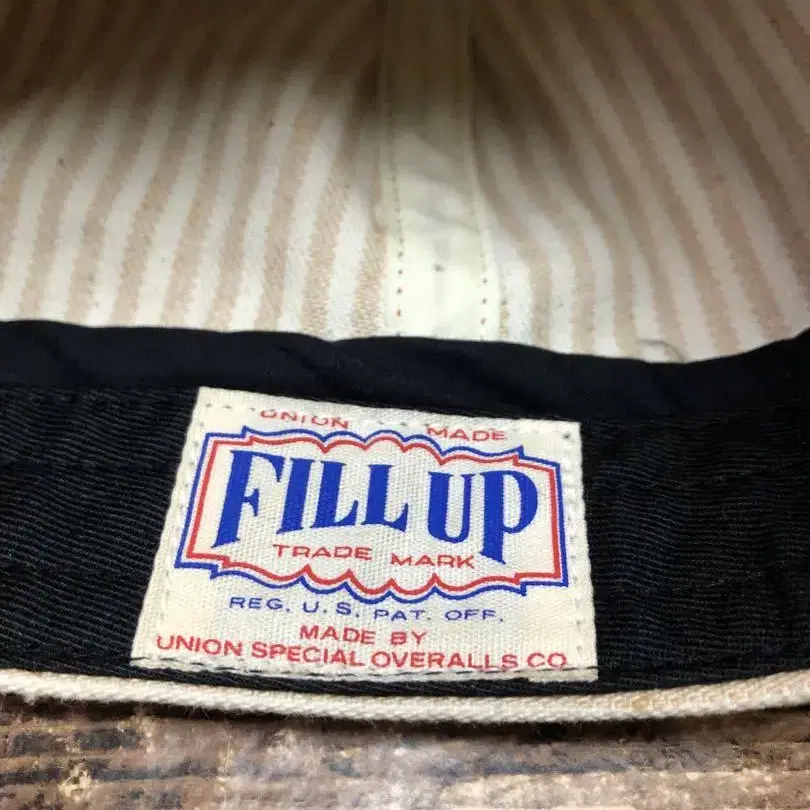 UNION MADE
FILL UP
TRADE MARK
REG. U.S. PAT. OFF.
MADE BY
UNION SPECIAL OVERALLS CO